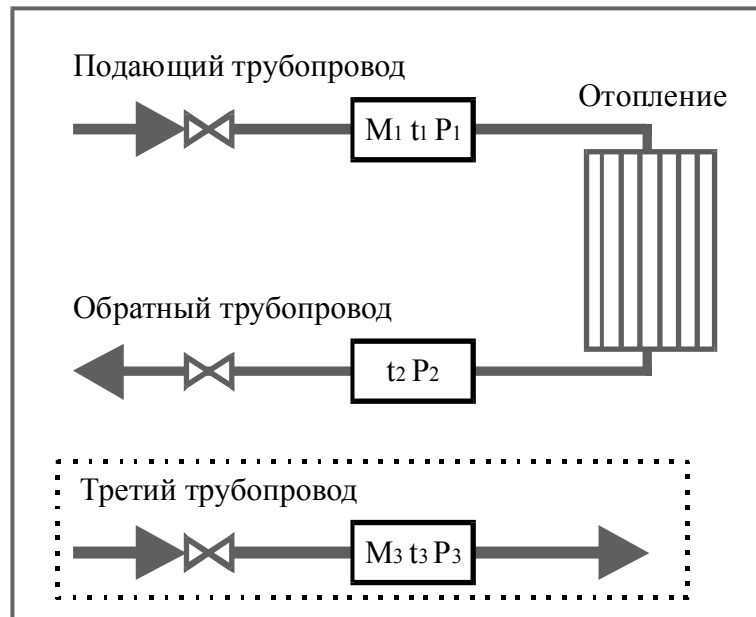 Подающий трубопровод
Отопление
M1 t1 P1
Обратный трубопровод
t2 P2
Третий трубопровод
M3 t3 P3